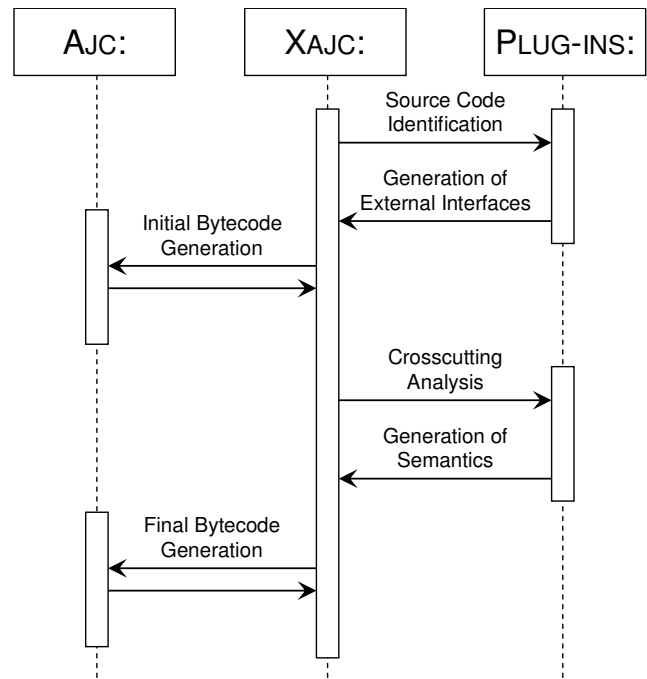 AJC:
XAJC:
PLUG-INS:
Source Code
Identification
Generation of
External Interfaces
Initial Bytecode
Generation
Crosscutting
Analysis
Generation of
Semantics
Final Bytecode
Generation